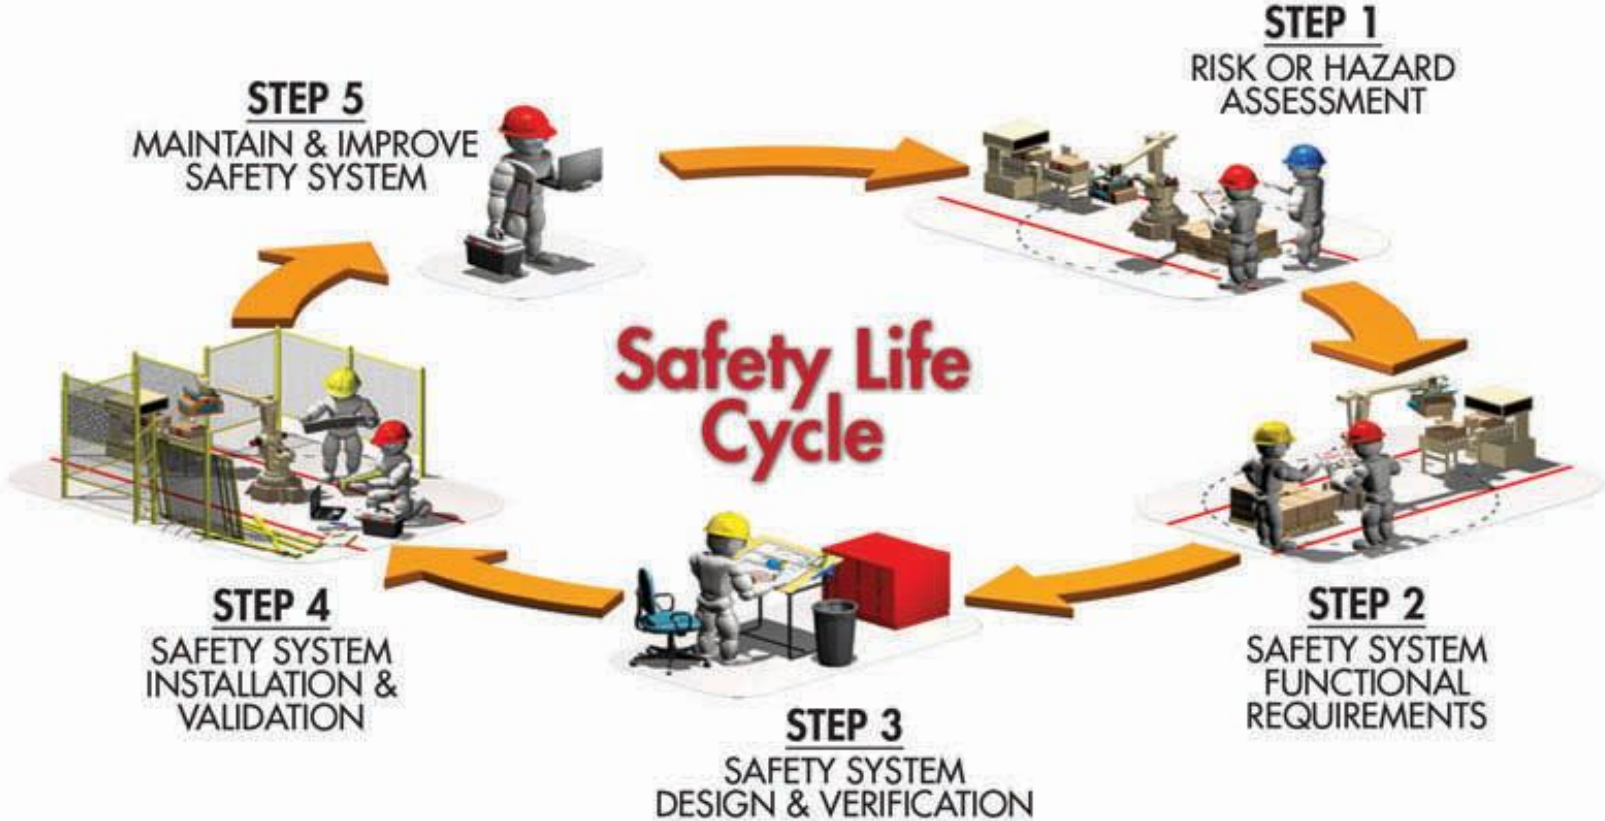 STEP 1
RISK OR HAZARD
ASSESSMENT
STEP 5
MAINTAIN & IMPROVE
SAFETY SYSTEM
Safety Life
Cycle
STEP 4
SAFETY SYSTEM
INSTALLATION &
VALIDATION
STEP 2
SAFETY SYSTEM
FUNCTIONAL
REQUIREMENTS
STEP 3
SAFETY SYSTEM
DESIGN & VERIFICATION